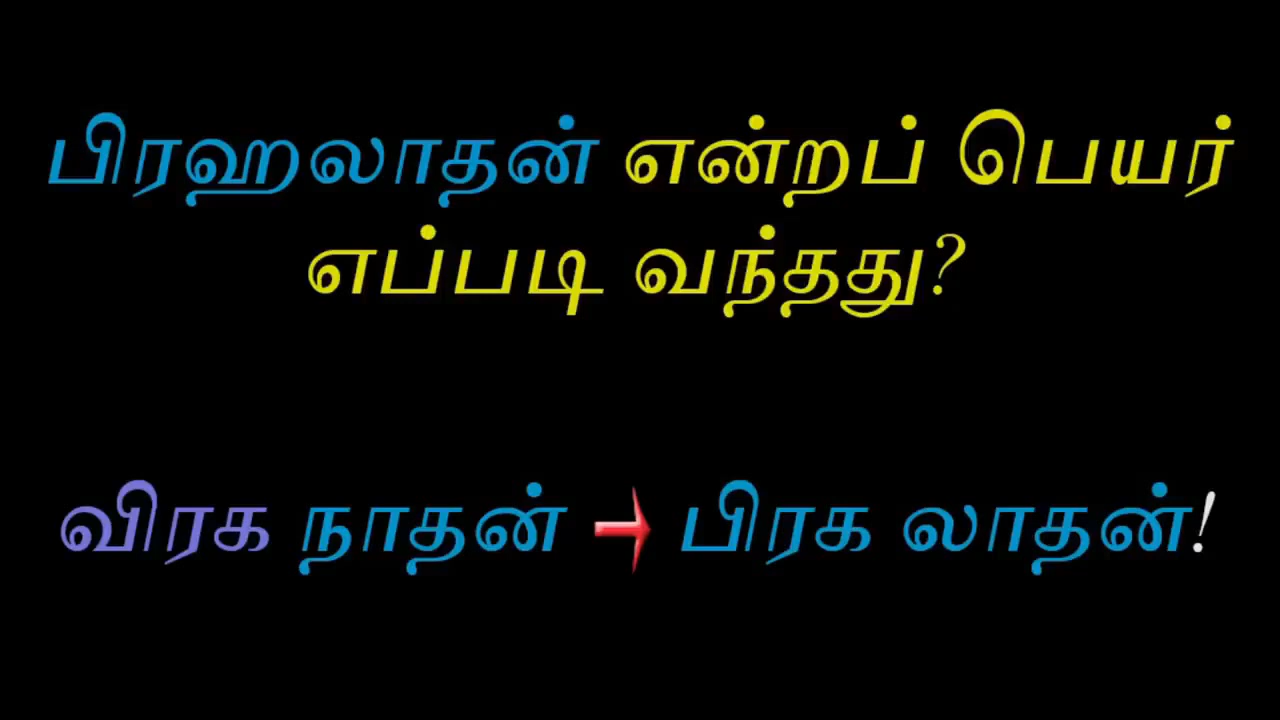 பிரஹலாதன் என்றப் பெயர்
எப்படி வந்தது?
விரக நாதன் → பிரக லாதன்!